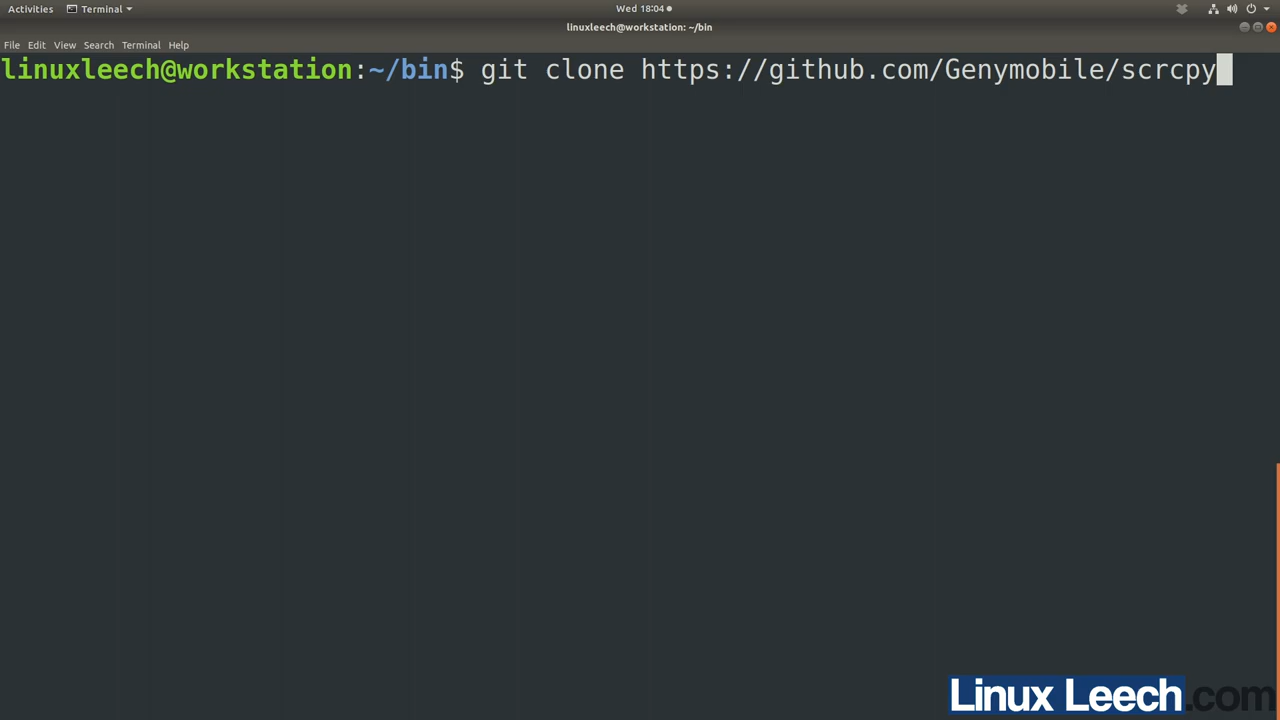 Activities Terminal Wed 18:04
linuxleech@workstation: ~/bin
File Edit View Search Terminal Help
linuxleech@workstation:~/bin$ git clone https://github.com/Genymobile/scrcpy
Linux Leech.com